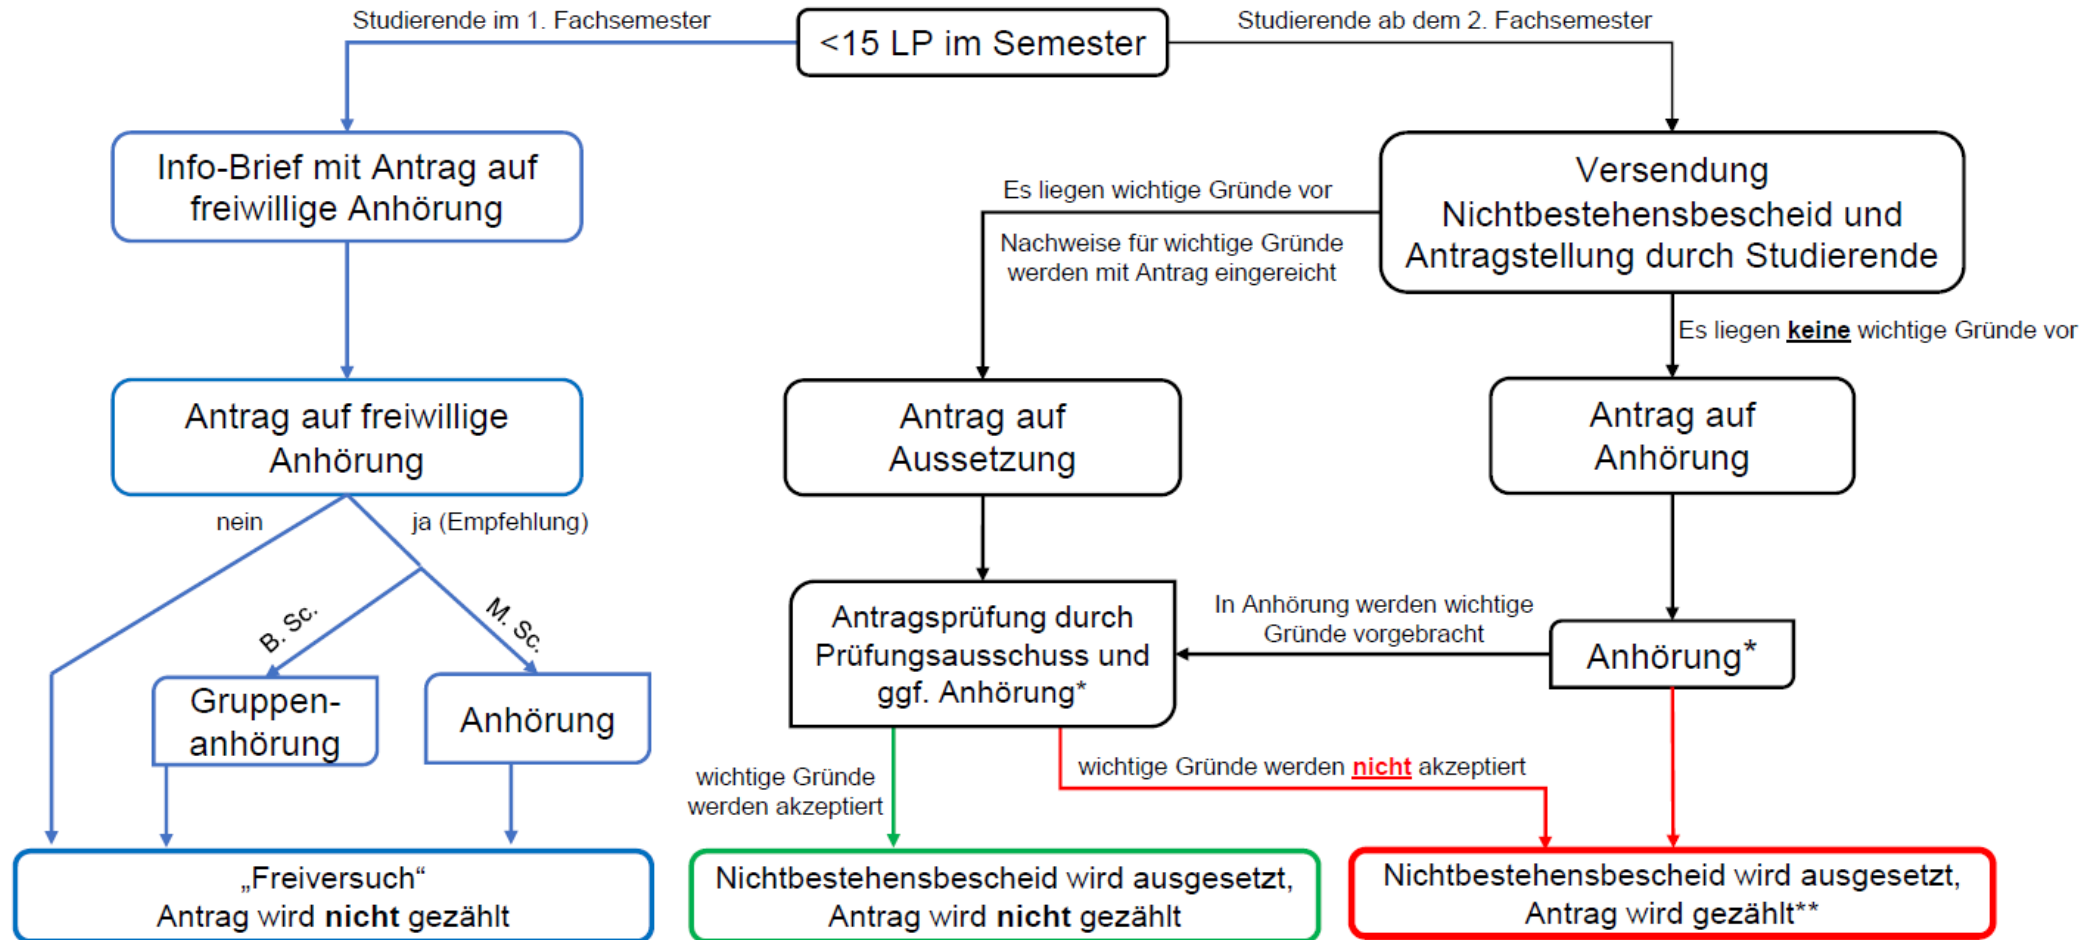 Studierende im 1. Fachsemester
<15 LP im Semester
Studierende ab dem 2. Fachsemester
Info-Brief mit Antrag auf
freiwillige Anhörung
Es liegen wichtige Gründe vor
Nachweise für wichtige Gründe
werden mit Antrag eingereicht
Versendung
Nichtbestehensbescheid und
Antragstellung durch Studierende
Es liegen keine wichtige Gründe vor
Antrag auf freiwillige
Anhörung
Antrag auf
Aussetzung
Antrag auf
Anhörung
nein
ja (Empfehlung)
B. Sc.
M. Sc.
Gruppen-
anhörung
Anhörung
Antragsprüfung durch
Prüfungsausschuss und
ggf. Anhörung*
In Anhörung werden wichtige
Gründe vorgebracht
Anhörung*
wichtige Gründe
werden akzeptiert
wichtige Gründe werden nicht akzeptiert
„Freiversuch“
Antrag wird nicht gezählt
Nichtbestehensbescheid wird ausgesetzt,
Antrag wird nicht gezählt
Nichtbestehensbescheid wird ausgesetzt,
Antrag wird gezählt**